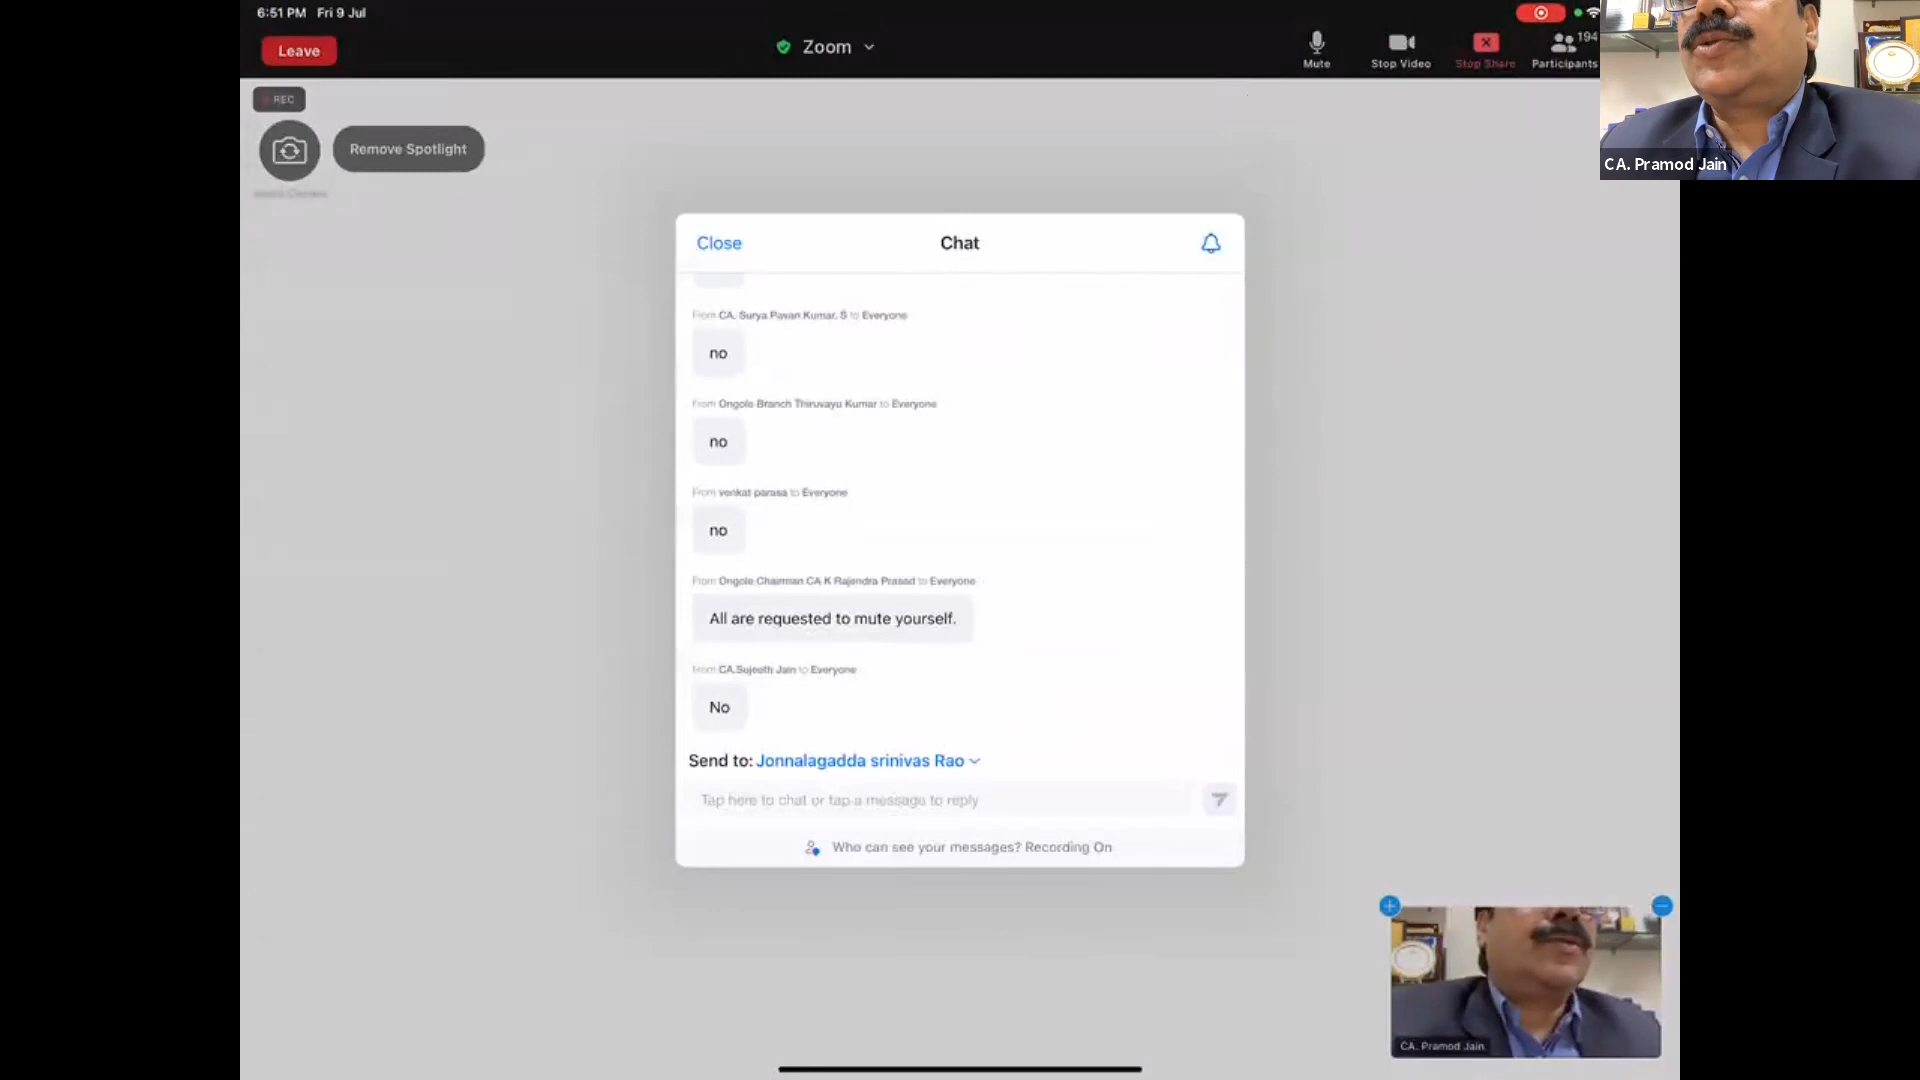 6:51 PM Fri 9 Jul
Leave
Zoom
Mute
Stop Video
Stop Share
194
Participants
CA. Pramod Jain
REC
Remove Spotlight
Close
Chat
From CA. Surya Pavan Kumar. S to Everyone
no
From Ongole Branch Thiruvayu Kumar to Everyone
no
From venkat parasa to Everyone
no
From Ongole Chairman CA K Rajendra Prasad to Everyone
All are requested to mute yourself.
From CA.Sujeeth Jain to Everyone
No
Send to: Jonnalagadda srinivas Rao
Tap here to chat or tap a message to reply
Who can see your messages? Recording On
CA. Pramod Jain